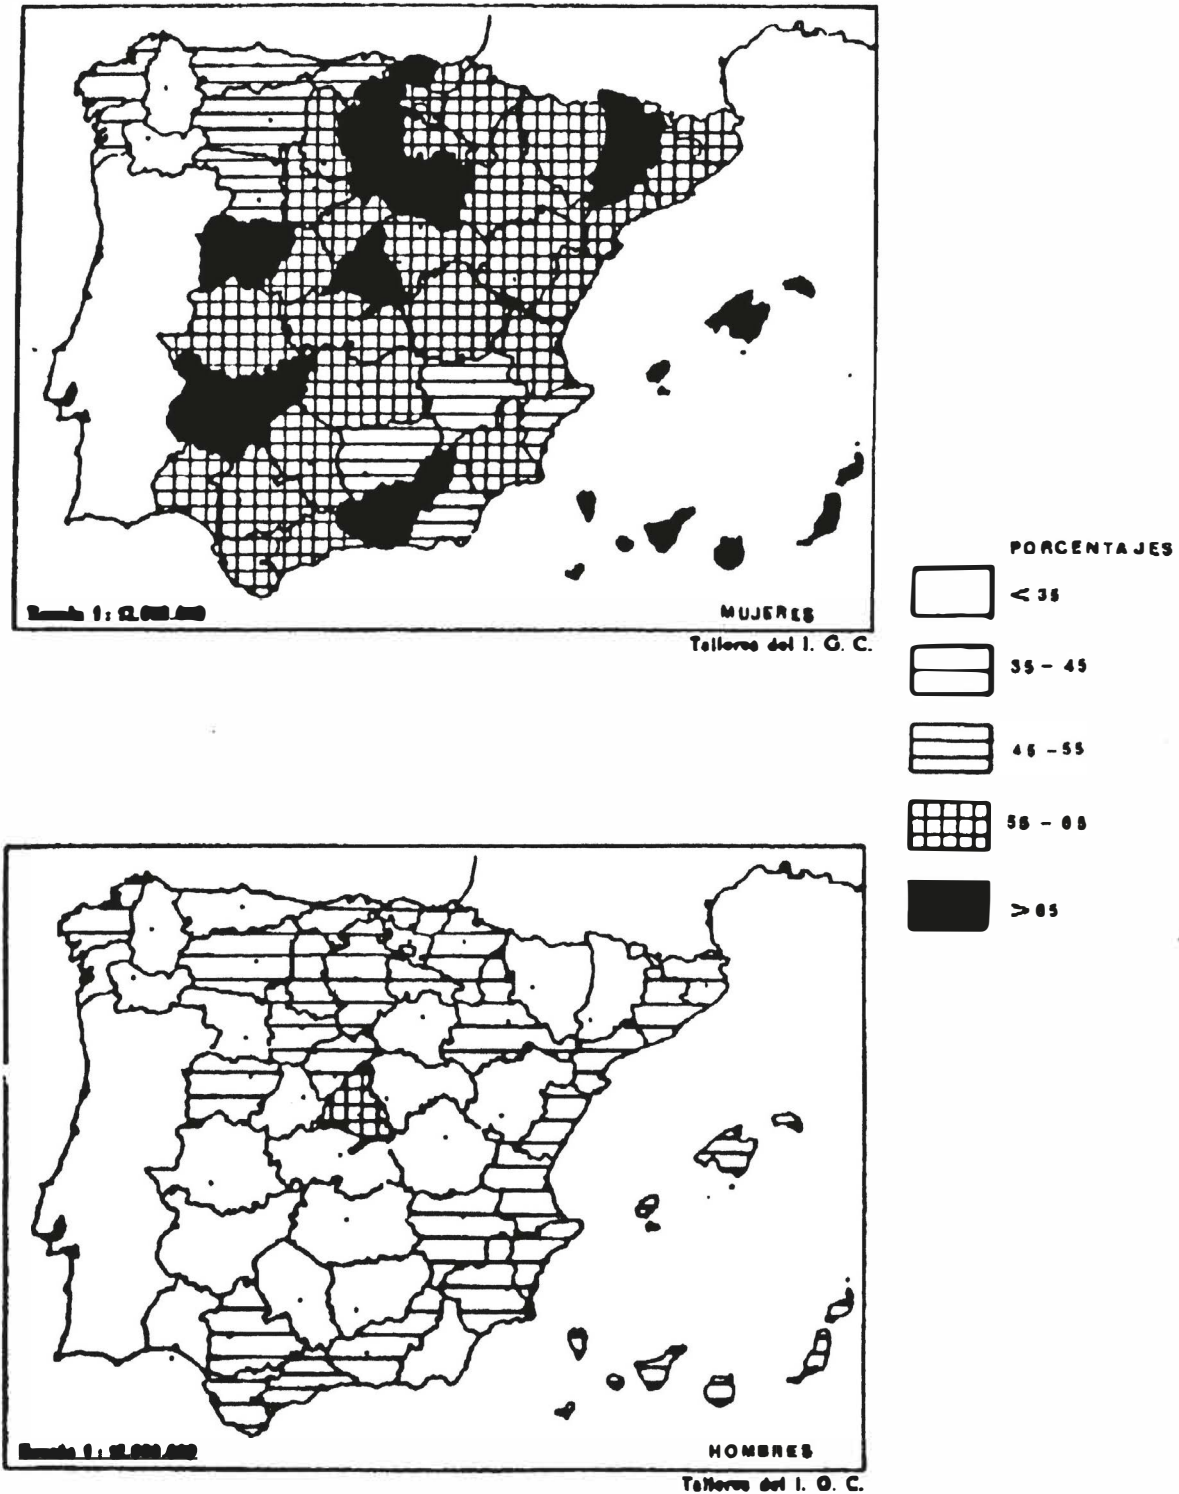 MUJERES
Talleres del I. G. C.
PORCENTAJES
< 35
35 - 45
45 - 55
55 - 65
> 65
HOMBRES
Talleres del I. G. C.